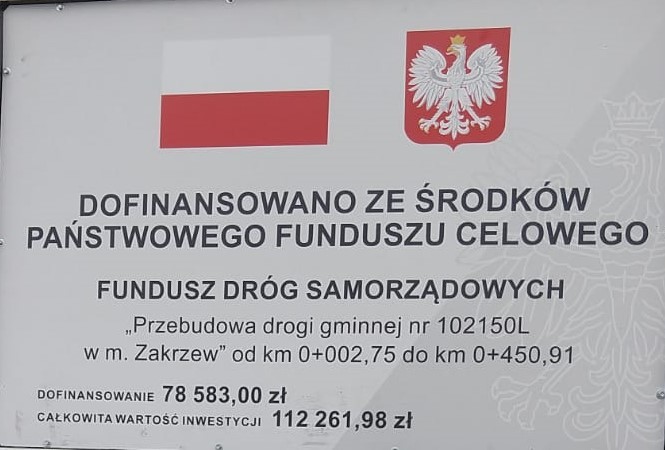 DOFINANSOWANO ZE ŚRODKÓW
PAŃSTWOWEGO FUNDUSZU CELOWEGO
FUNDUSZ DRÓG SAMORZĄDOWYCH
„Przebudowa drogi gminnej nr 102150L
w m. Zakrzew” od km 0+002,75 do km 0+450,91
DOFINANSOWANIE 78 583,00 zł
CAŁKOWITA WARTOŚĆ INWESTYCJI 112 261,98 zł